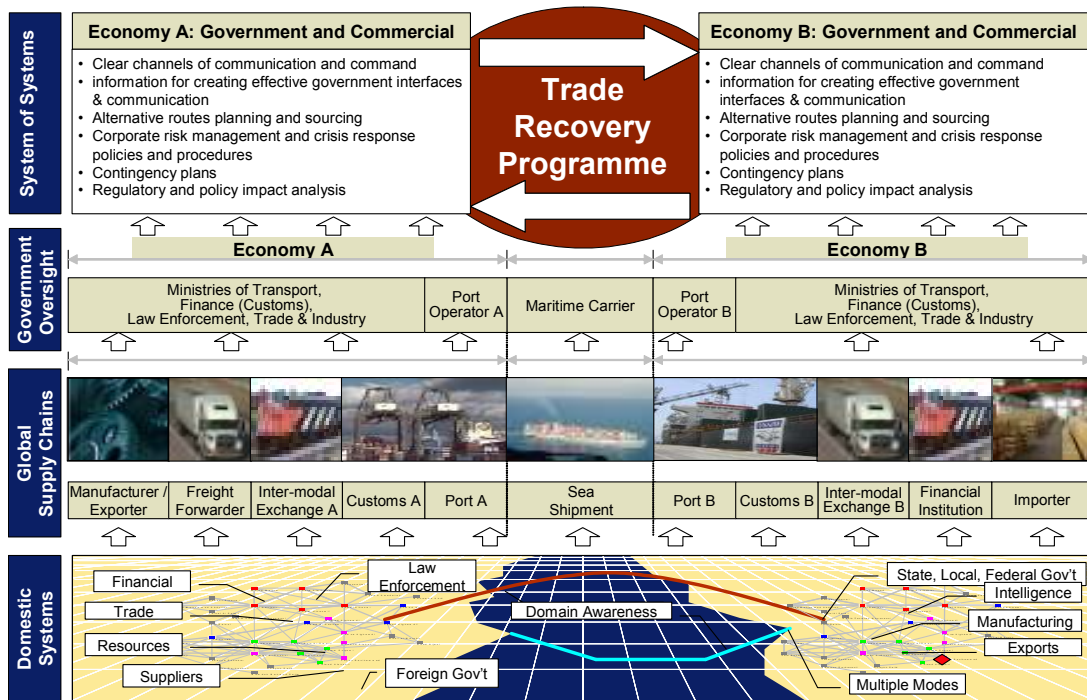 System of Systems
Economy A: Government and Commercial
• Clear channels of communication and command
• information for creating effective government interfaces
& communication
• Alternative routes planning and sourcing
• Corporate risk management and crisis response
policies and procedures
• Contingency plans
• Regulatory and policy impact analysis
Trade
Recovery
Programme
Economy B: Government and Commercial
• Clear channels of communication and command
• information for creating effective government
interfaces & communication
• Alternative routes planning and sourcing
• Corporate risk management and crisis response
policies and procedures
• Contingency plans
• Regulatory and policy impact analysis
Government
Oversight
Economy A
Economy B
Ministries of Transport,
Finance (Customs),
Law Enforcement, Trade & Industry
Port
Operator A
Maritime Carrier
Port
Operator B
Ministries of Transport,
Finance (Customs),
Law Enforcement, Trade & Industry
Global
Supply Chains
Manufacturer /
Exporter
Freight
Forwarder
Inter-modal
Exchange A
Customs A
Port A
Sea
Shipment
Port B
Customs B
Inter-modal
Exchange B
Financial
Institution
Importer
Domestic
Systems
Financial
Trade
Resources
Suppliers
Law
Enforcement
Foreign Gov't
Domain Awareness
State, Local, Federal Gov't
Intelligence
Manufacturing
Exports
Multiple Modes